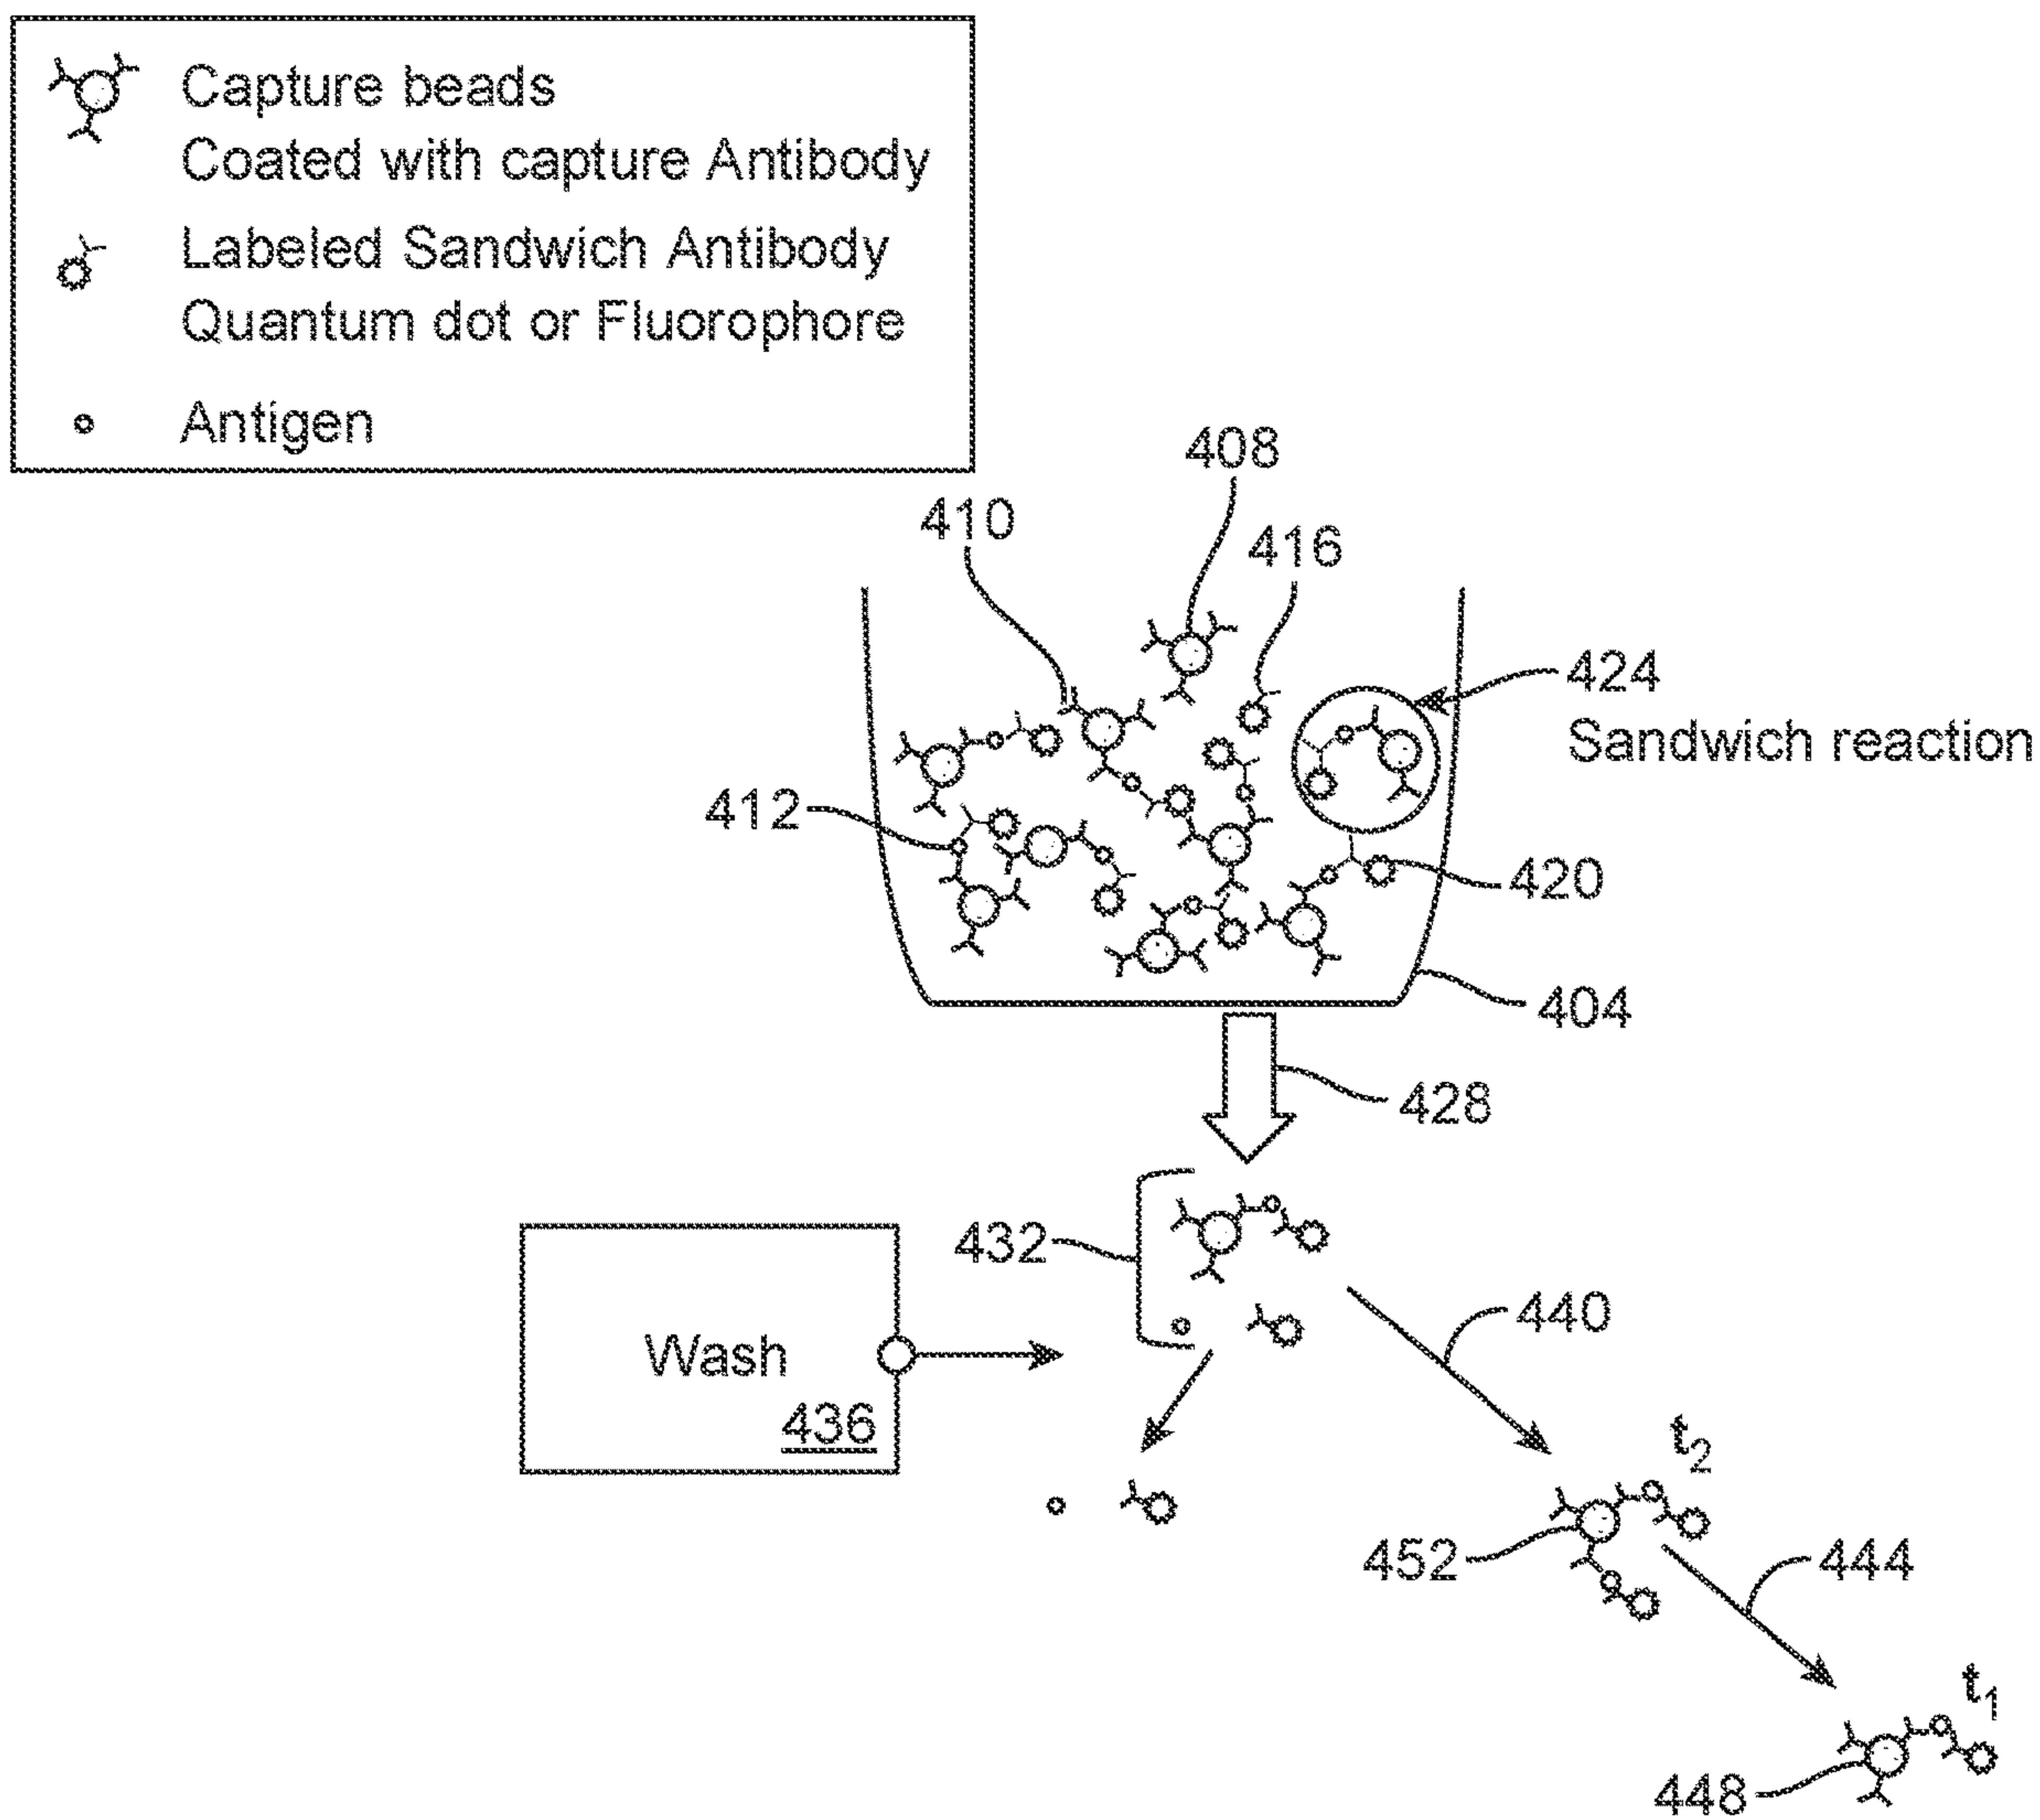 Capture beads
Coated with capture Antibody
Labeled Sandwich Antibody
Quantum dot or Fluorophore
Antigen
408
410
416
424
Sandwich reaction
412
420
404
428
432
Wash
436
440
t2
452
444
t1
448